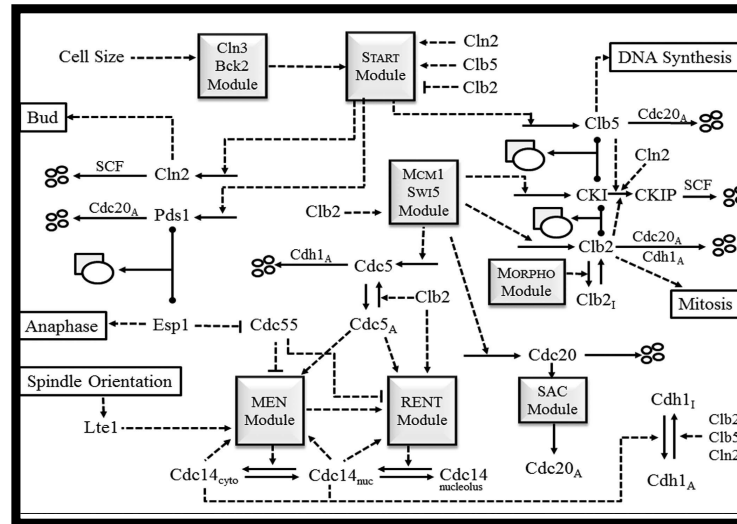 Cell Size
Cln3
Bck2
Module
START
Module
Cln2
Clb5
Clb2
DNA Synthesis
Bud
SCF
Cln2
Clb5
Cdc20A
Cdc20A
Pds1
Clb2
MCM1
SWI5
Module
Cln2
CKI
CKIP
SCF
Clb2
Cdc20A
Cdh1A
Cdh1A
Cdc5
Clb2
MORPHO
Module
Clb2I
Mitosis
Anaphase
Esp1
Cdc55
Cdc5A
Cdc20
Spindle Orientation
Lte1
MEN
Module
RENT
Module
SAC
Module
Cdh1I
Clb2
Clb5
Cln2
Cdc14cyto
Cdc14nuc
Cdc14
nucleolus
Cdc20A
Cdh1A